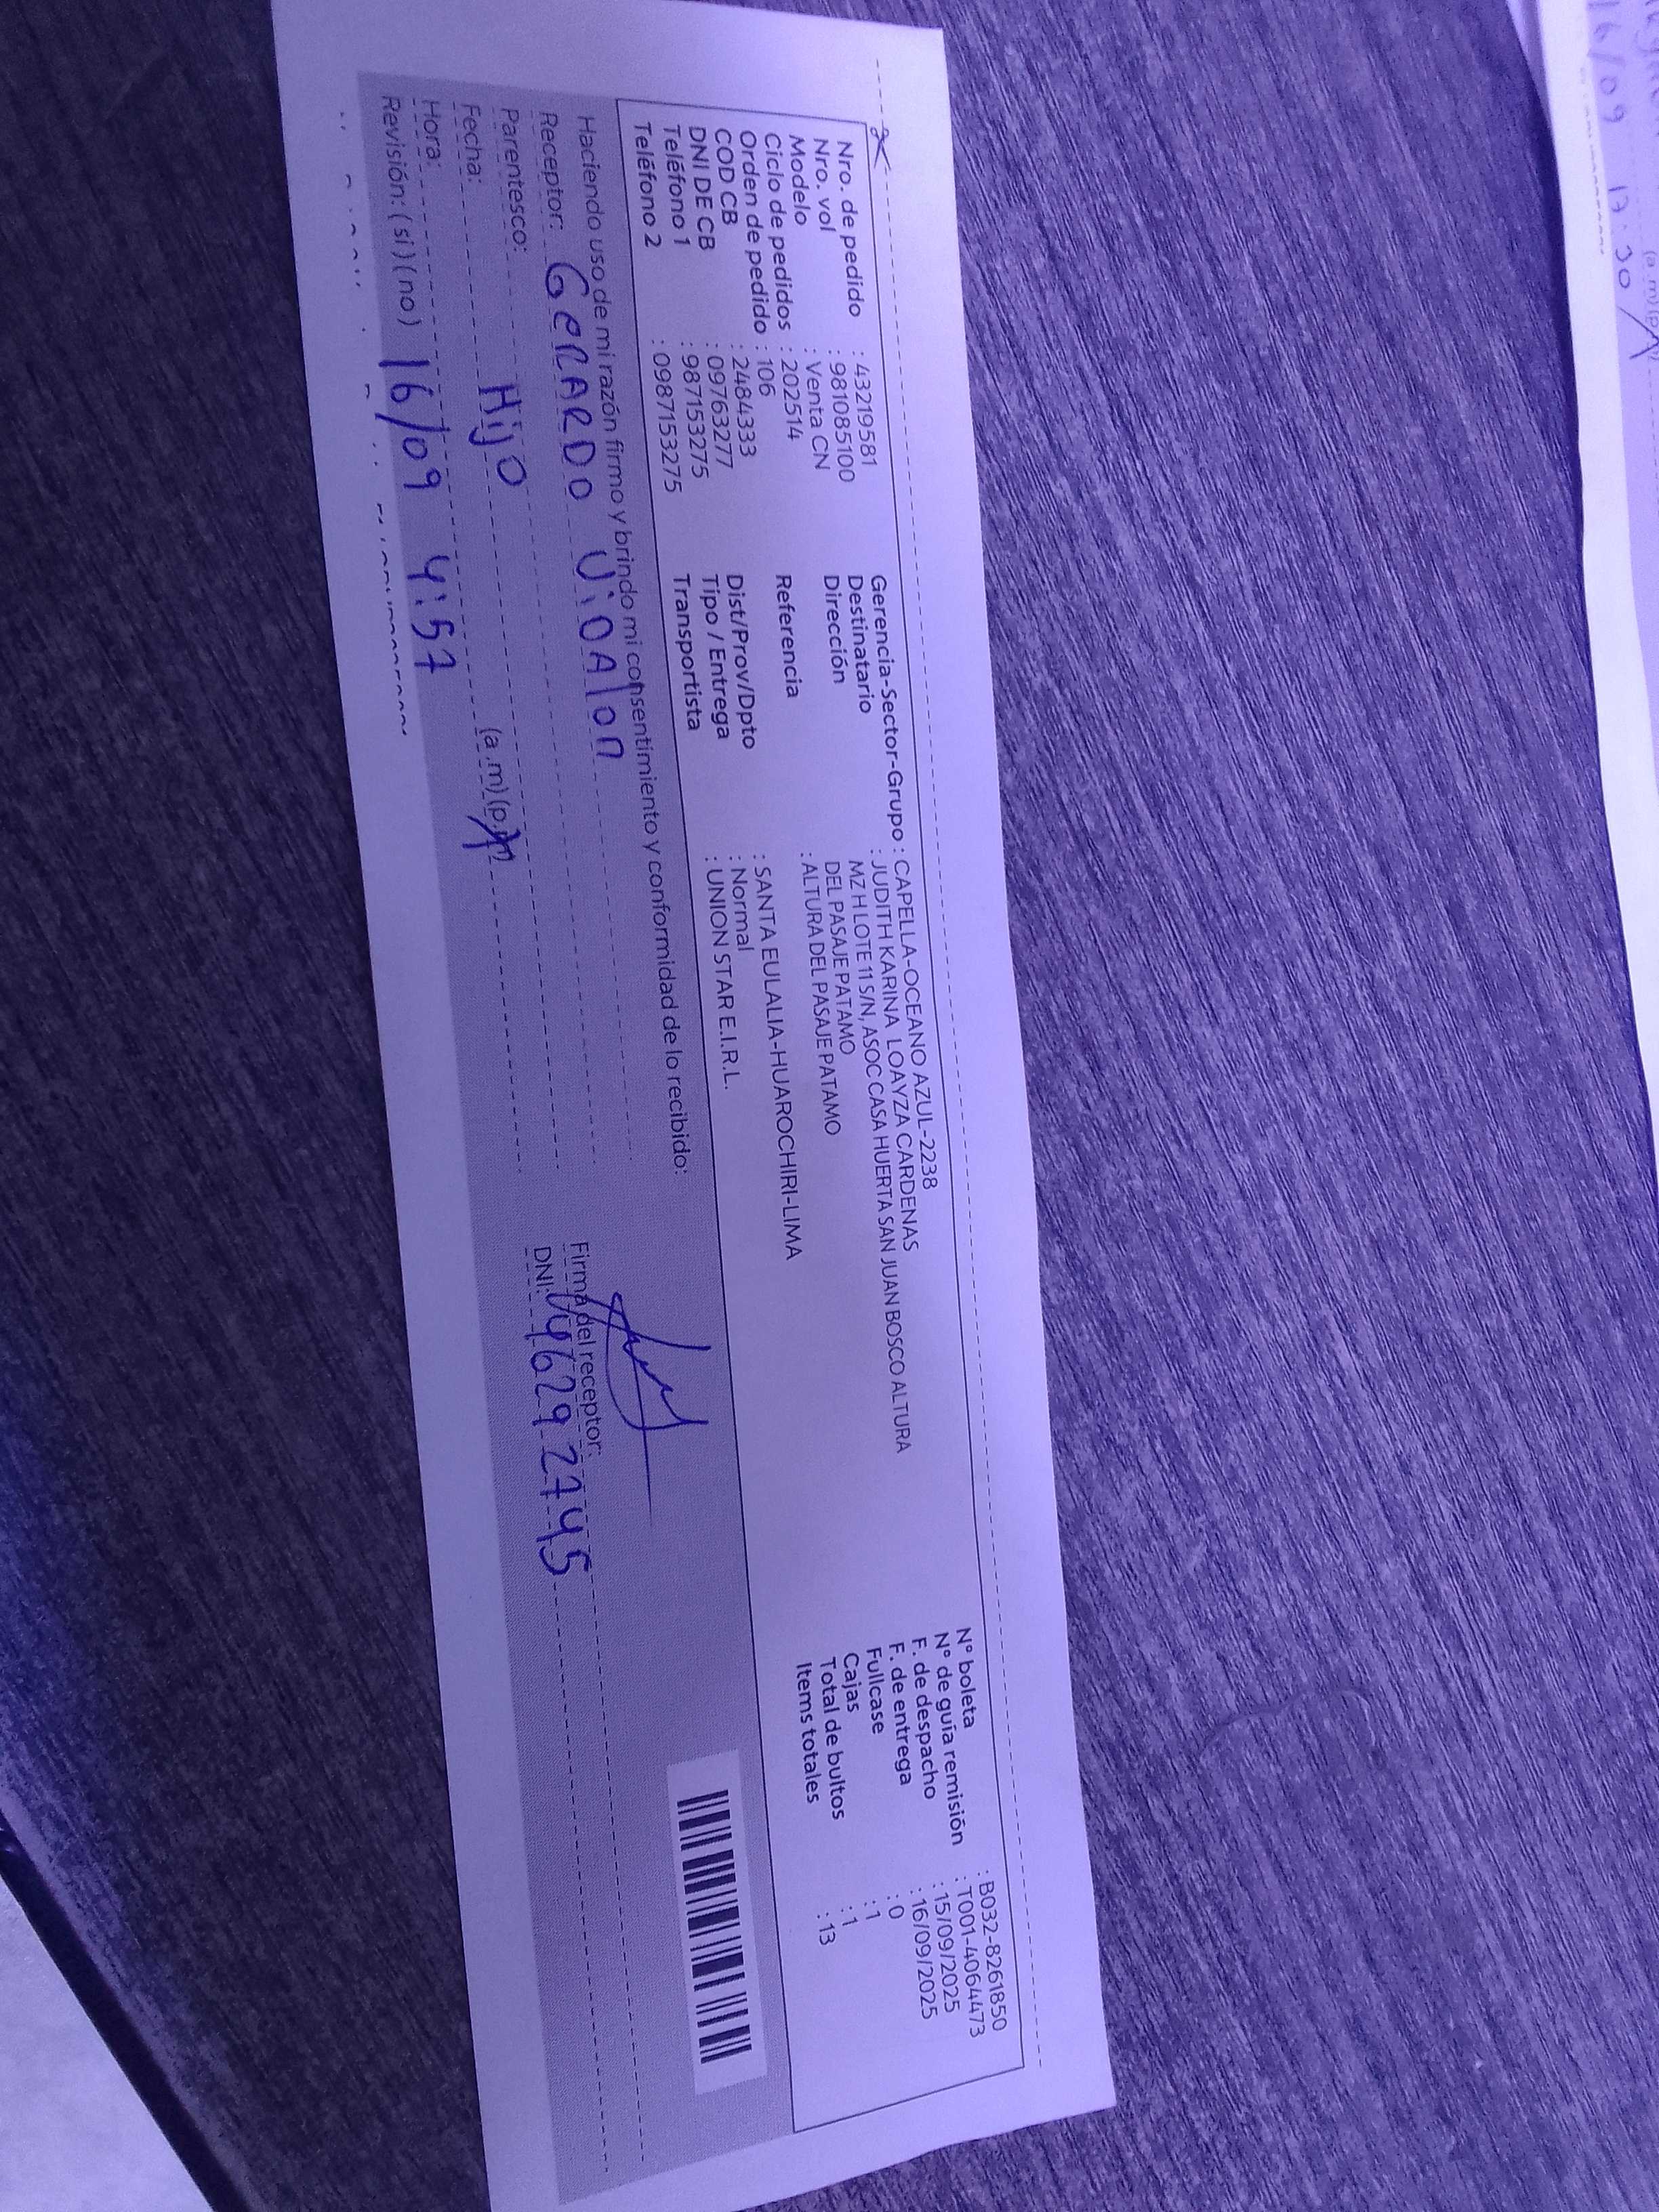 Nro. de pedido : 43219581
Nro. vol : 9810851 00
Modelo : Venta CN
Ciclo de pedidos : 202514
Orden de pedido : 106
COD CB : 2484333
DNI DE CB : 09763277
Teléfono 1 : 987153275
Teléfono 2 : 0987153275
Gerencia-Sector-Grupo : CAPELLA-OCEANO AZUL-2238
Destinatario : JUDITH KARINA LOAYZA CARDENAS
Dirección MZ H LOTE 11 S/N, ASOC CASA HUERTA SAN JUAN BOSCO ALTURA
DEL PASAJE PATAMO
Referencia : ALTURA DEL PASAJE PATAMO
Dist/Prov/Dpto : SANTA EULALIA-HUAROCHIRI-LIMA
Tipo / Entrega : Normal
Transportista : UNION STAR E.I.R.L.
N° boleta : B032-8261850
N° de guía remisión : T001-4064473
F. de despacho : 15/09/2025
F. de entrega : 16/09/2025
Fullcase : 0
Cajas : 1
Total de bultos : 1
Items totales : 13
Haciendo uso de mi razón firmo y brindo mi consentimiento y conformidad de lo recibido:
Receptor: GERARDO
Parentesco: Hijo
Fecha: 16/09
Hora: 4:57 (a.m) (p.m)
Revisión: (si) (no)
Firma del receptor:
DNI:
16/09 17:30